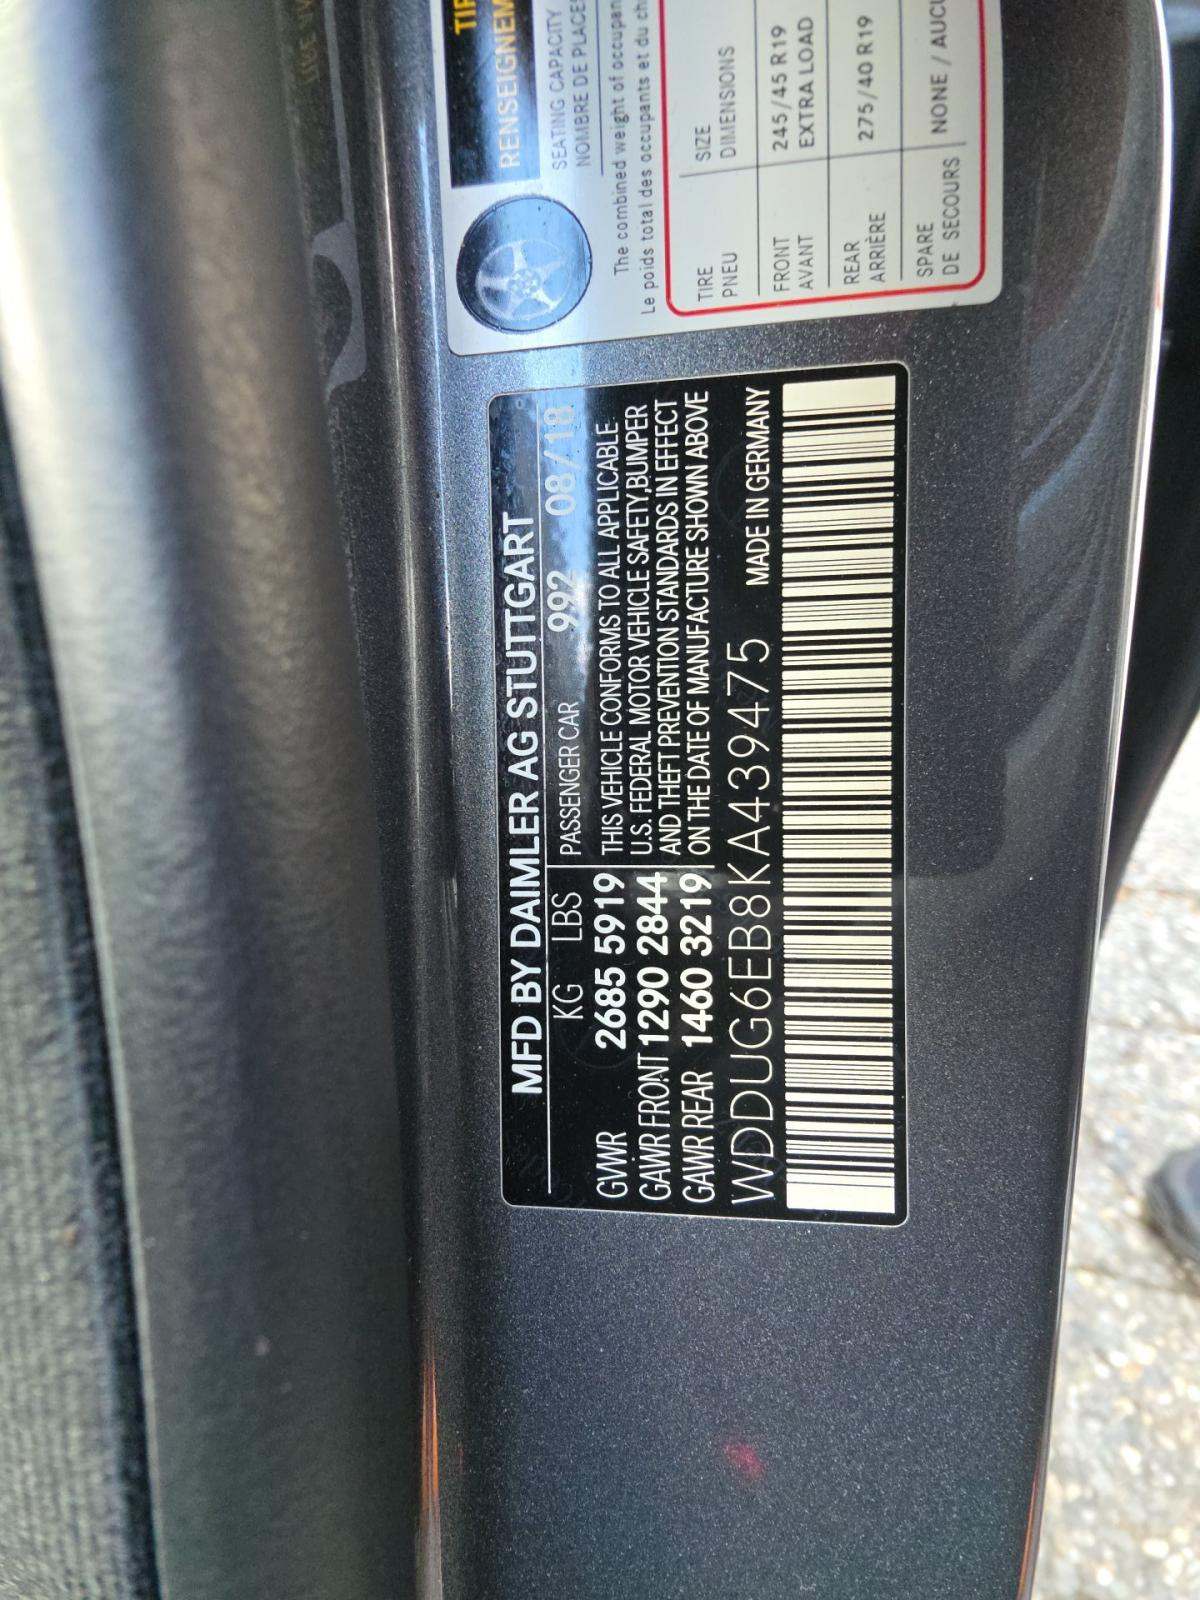 MFD BY DAIMLER AG STUTTGART
KG LBS PASSENGER CAR 992 08/18
GVWR 2685 5919 THIS VEHICLE CONFORMS TO ALL APPLICABLE
U.S. FEDERAL MOTOR VEHICLE SAFETY,BUMPER
GAWR FRONT 1290 2844 AND THEFT PREVENTION STANDARDS IN EFFECT
GAWR REAR 1460 3219 ON THE DATE OF MANUFACTURE SHOWN ABOVE
WDDUG6EB8KA439475 MADE IN GERMANY
SEATING CAPACITY
NOMBRE DE PLACES
The combined weight of
Le poids total des occupants et du
TIRE SIZE
PNEU DIMENSIONS
FRONT 245/45 R19
AVANT EXTRA LOAD
REAR 275/40 R19
ARRIÈRE
SPARE NONE /
DE SECOURS